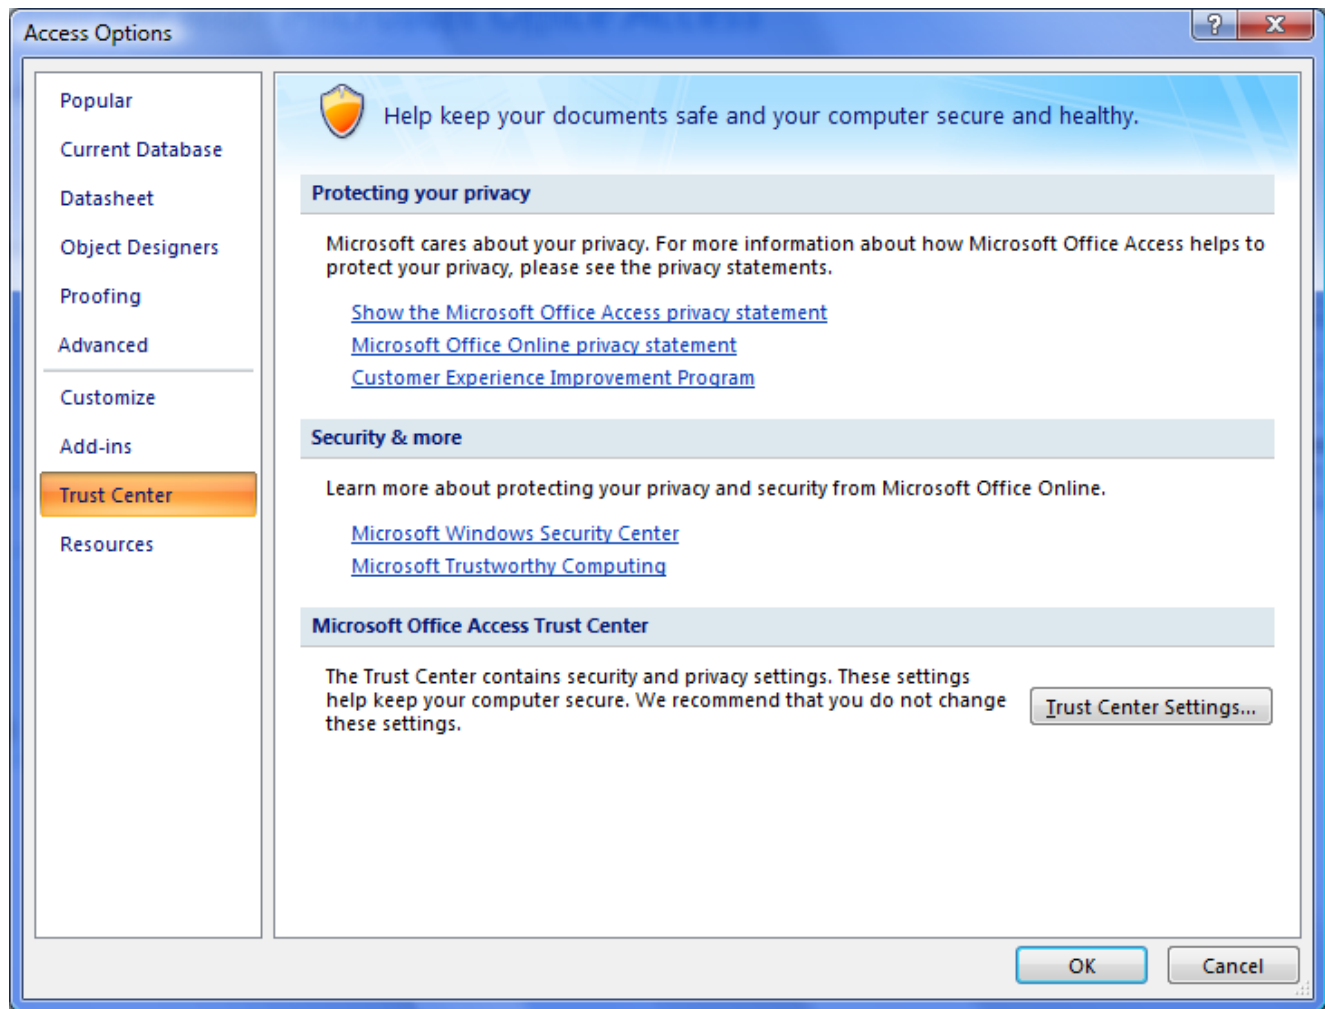 Access Options
?
X
Popular
Current Database
Datasheet
Object Designers
Proofing
Advanced
Customize
Add-ins
Trust Center
Resources
Help keep your documents safe and your computer secure and healthy.
Protecting your privacy
Microsoft cares about your privacy. For more information about how Microsoft Office Access helps to
protect your privacy, please see the privacy statements.
Show the Microsoft Office Access privacy statement
Microsoft Office Online privacy statement
Customer Experience Improvement Program
Security & more
Learn more about protecting your privacy and security from Microsoft Office Online.
Microsoft Windows Security Center
Microsoft Trustworthy Computing
Microsoft Office Access Trust Center
The Trust Center contains security and privacy settings. These settings
help keep your computer secure. We recommend that you do not change
these settings.
Trust Center Settings...
OK
Cancel